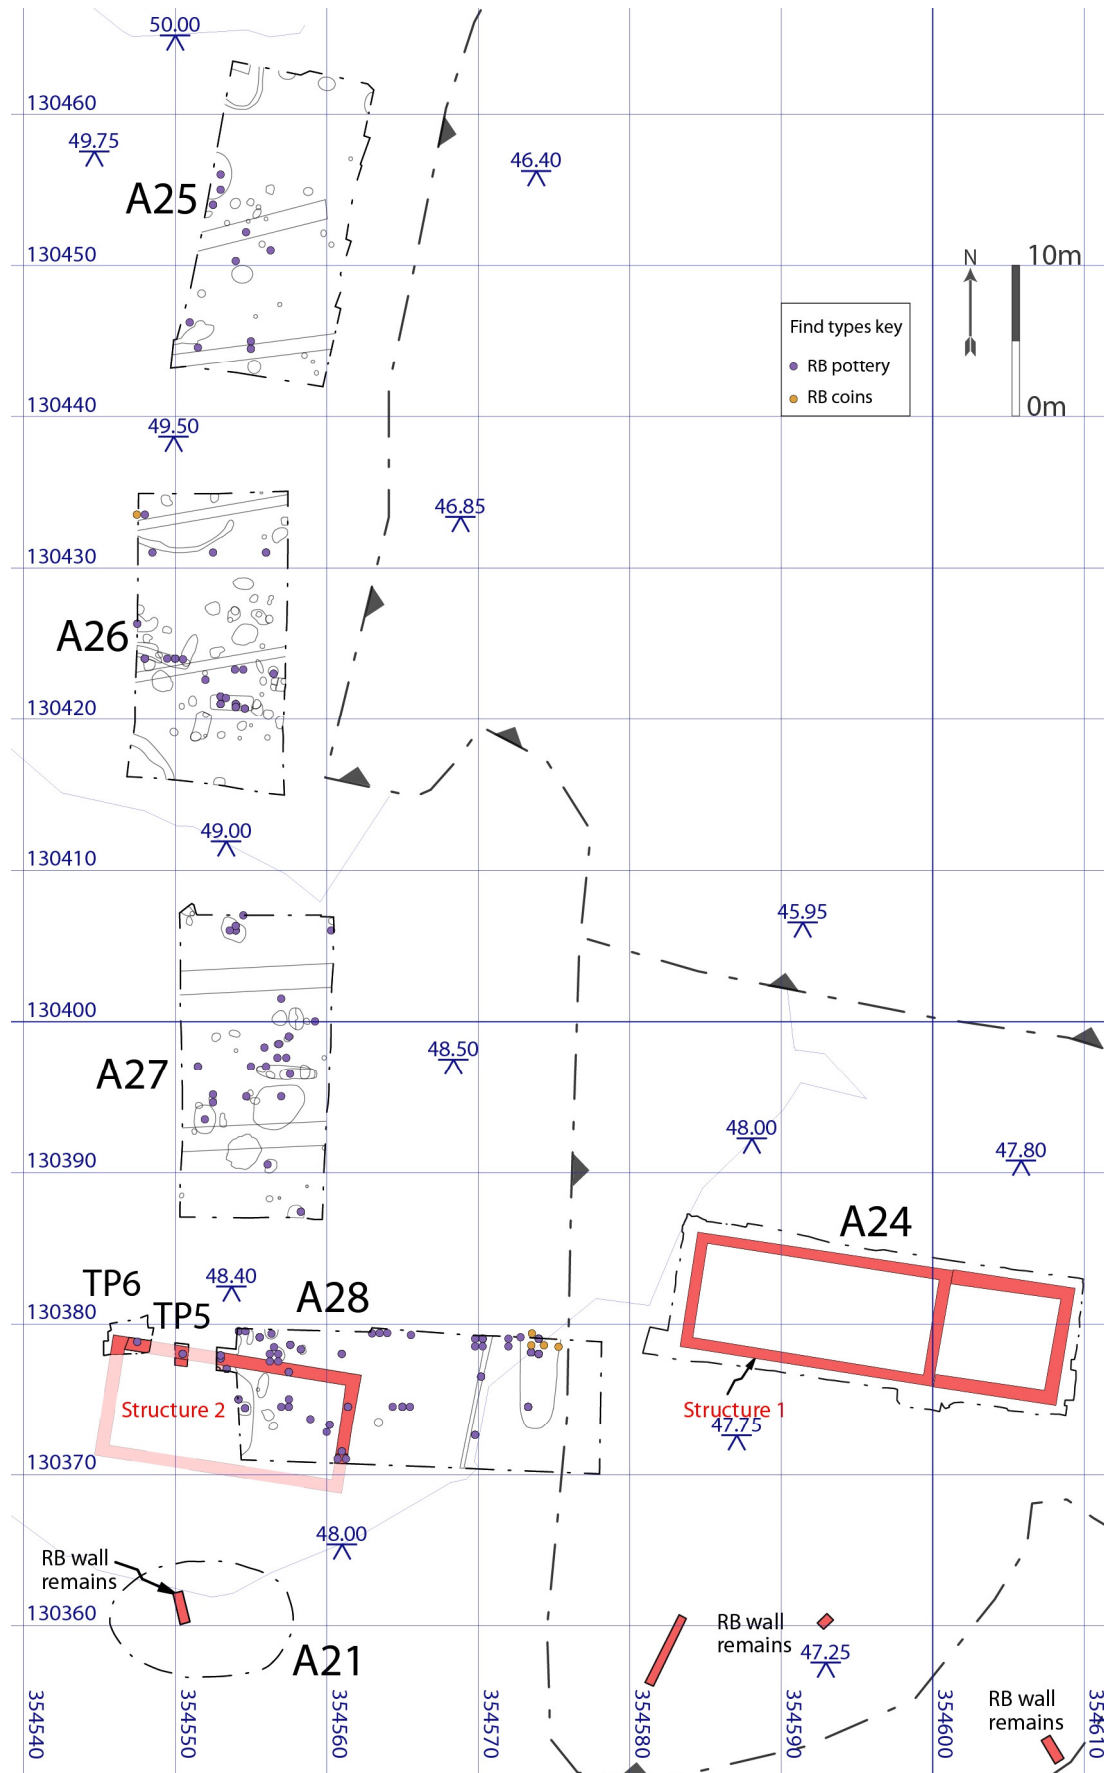 50.00
130460
49.75
46.40
A25
130450
N
10m
Find types key
RB pottery
RB coins
0m
130440
49.50
46.85
130430
A26
130420
49.00
130410
45.95
130400
48.50
A27
48.00
47.80
130390
A24
TP6
48.40
A28
TP5
130380
Structure 2
Structure 1
47.75
130370
48.00
RB wall
remains
130360
RB wall
remains
47.25
A21
RB wall
remains
354540
354550
354560
354570
354580
354590
354600
354610